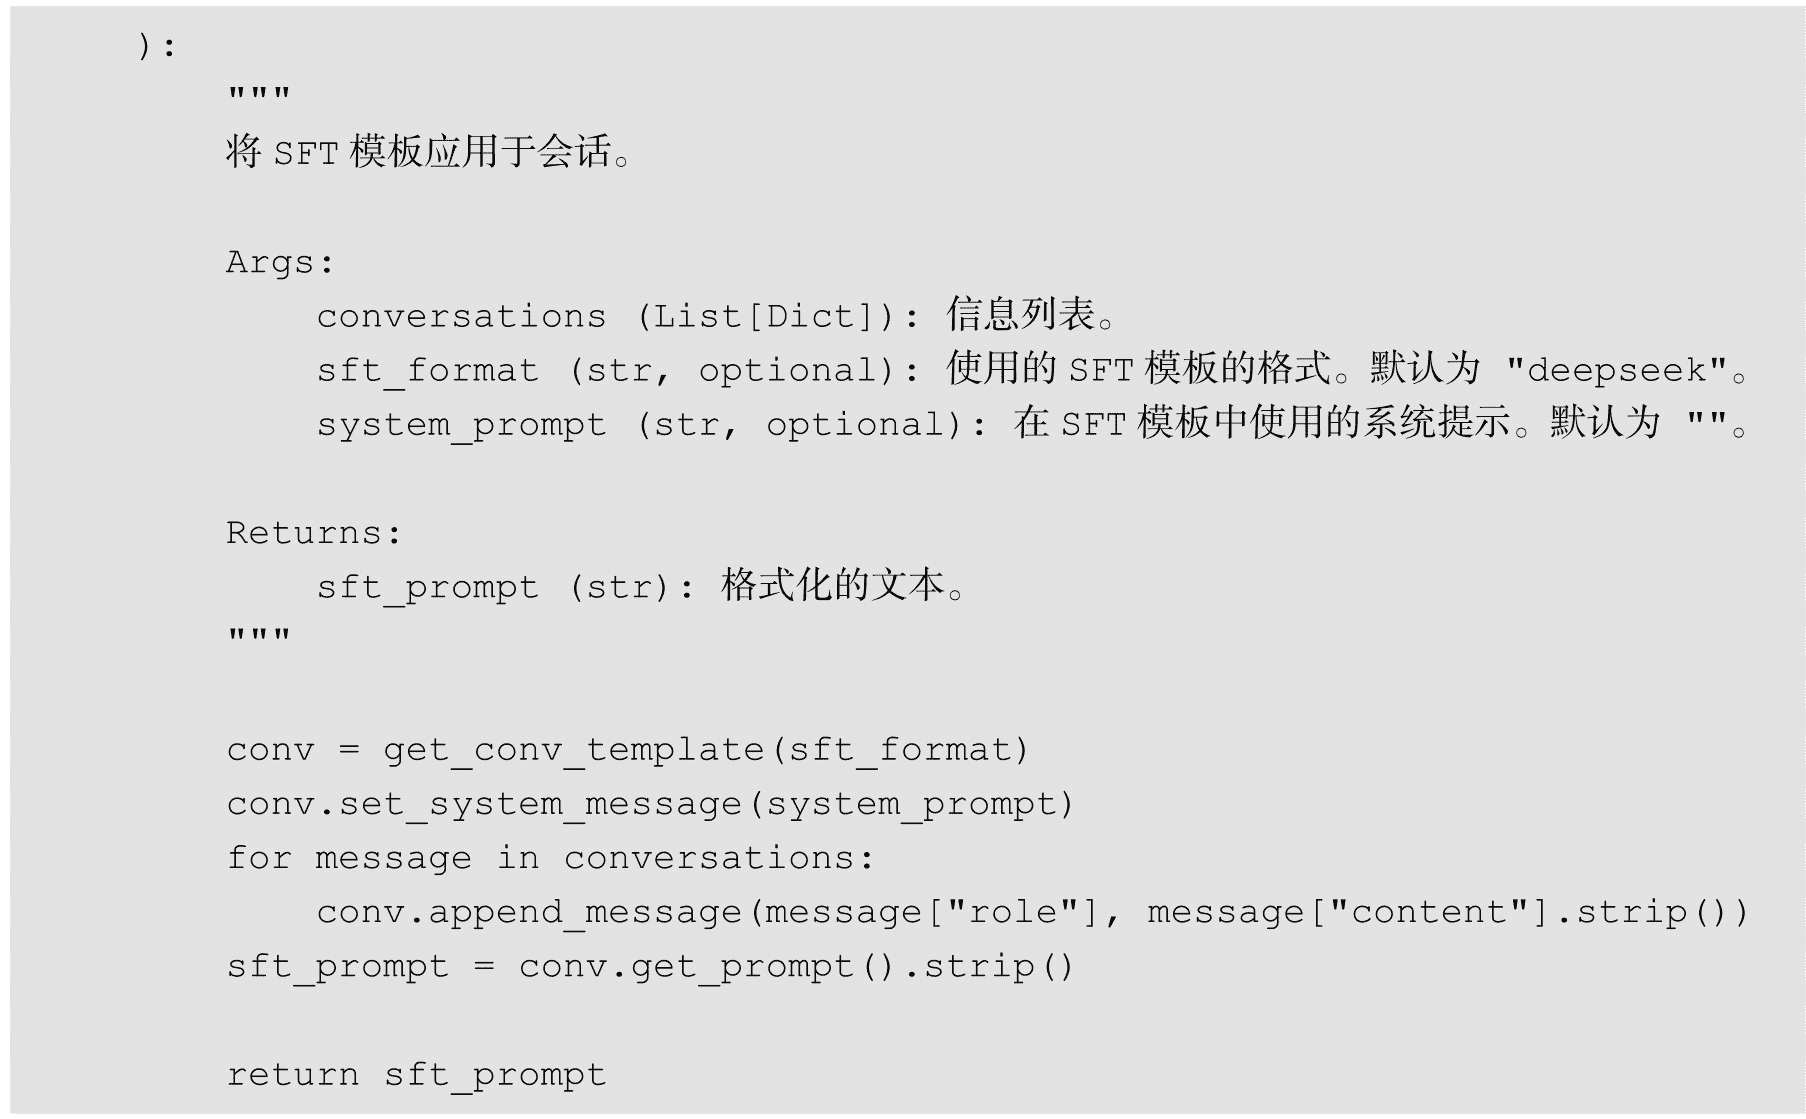 ):
"""
将 SFT 模板应用于会话。
Args:
conversations (List[Dict]): 信息列表。
sft_format (str, optional): 使用的 SFT 模板的格式。默认为 "deepseek"。
system_prompt (str, optional): 在 SFT 模板中使用的系统提示。默认为 ""。
Returns:
sft_prompt (str): 格式化的文本。
"""
conv = get_conv_template(sft_format)
conv.set_system_message(system_prompt)
for message in conversations:
conv.append_message(message["role"], message["content"].strip())
sft_prompt = conv.get_prompt().strip()
return sft_prompt